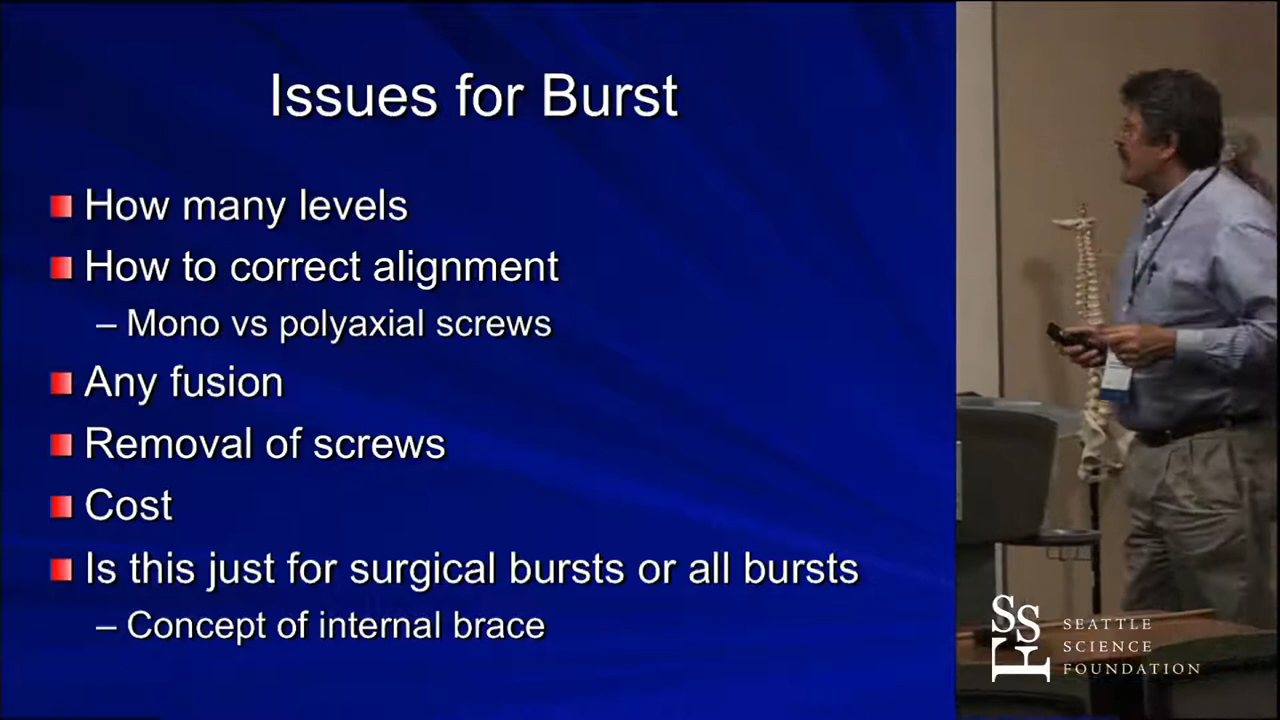 Issues for Burst
How many levels
How to correct alignment
– Mono vs polyaxial screws
Any fusion
Removal of screws
Cost
Is this just for surgical bursts or all bursts
– Concept of internal brace
SSF
SEATTLE
SCIENCE
FOUNDATION